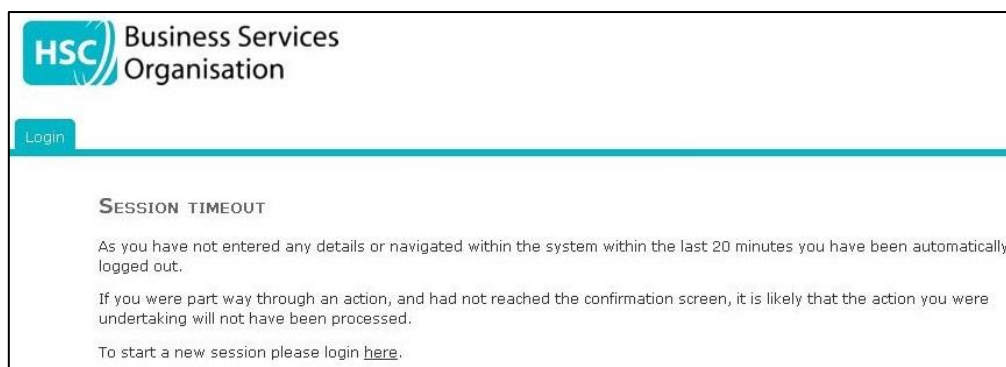 HSC
Business Services
Organisation
Login
SESSION TIMEOUT
As you have not entered any details or navigated within the system within the last 20 minutes you have been automatically
logged out.
If you were part way through an action, and had not reached the confirmation screen, it is likely that the action you were
undertaking will not have been processed.
To start a new session please login here.